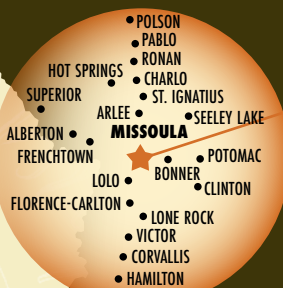 POLSON
PABLO
RONAN
HOT SPRINGS
CHARLO
SUPERIOR
ST. IGNATIUS
ARLEE
SEELEY LAKE
ALBERTON
MISSOULA
FRENCHTOWN
POTOMAC
BONNER
LOLO
CLINTON
FLORENCE-CARLTON
LONE ROCK
VICTOR
CORVALLIS
HAMILTON